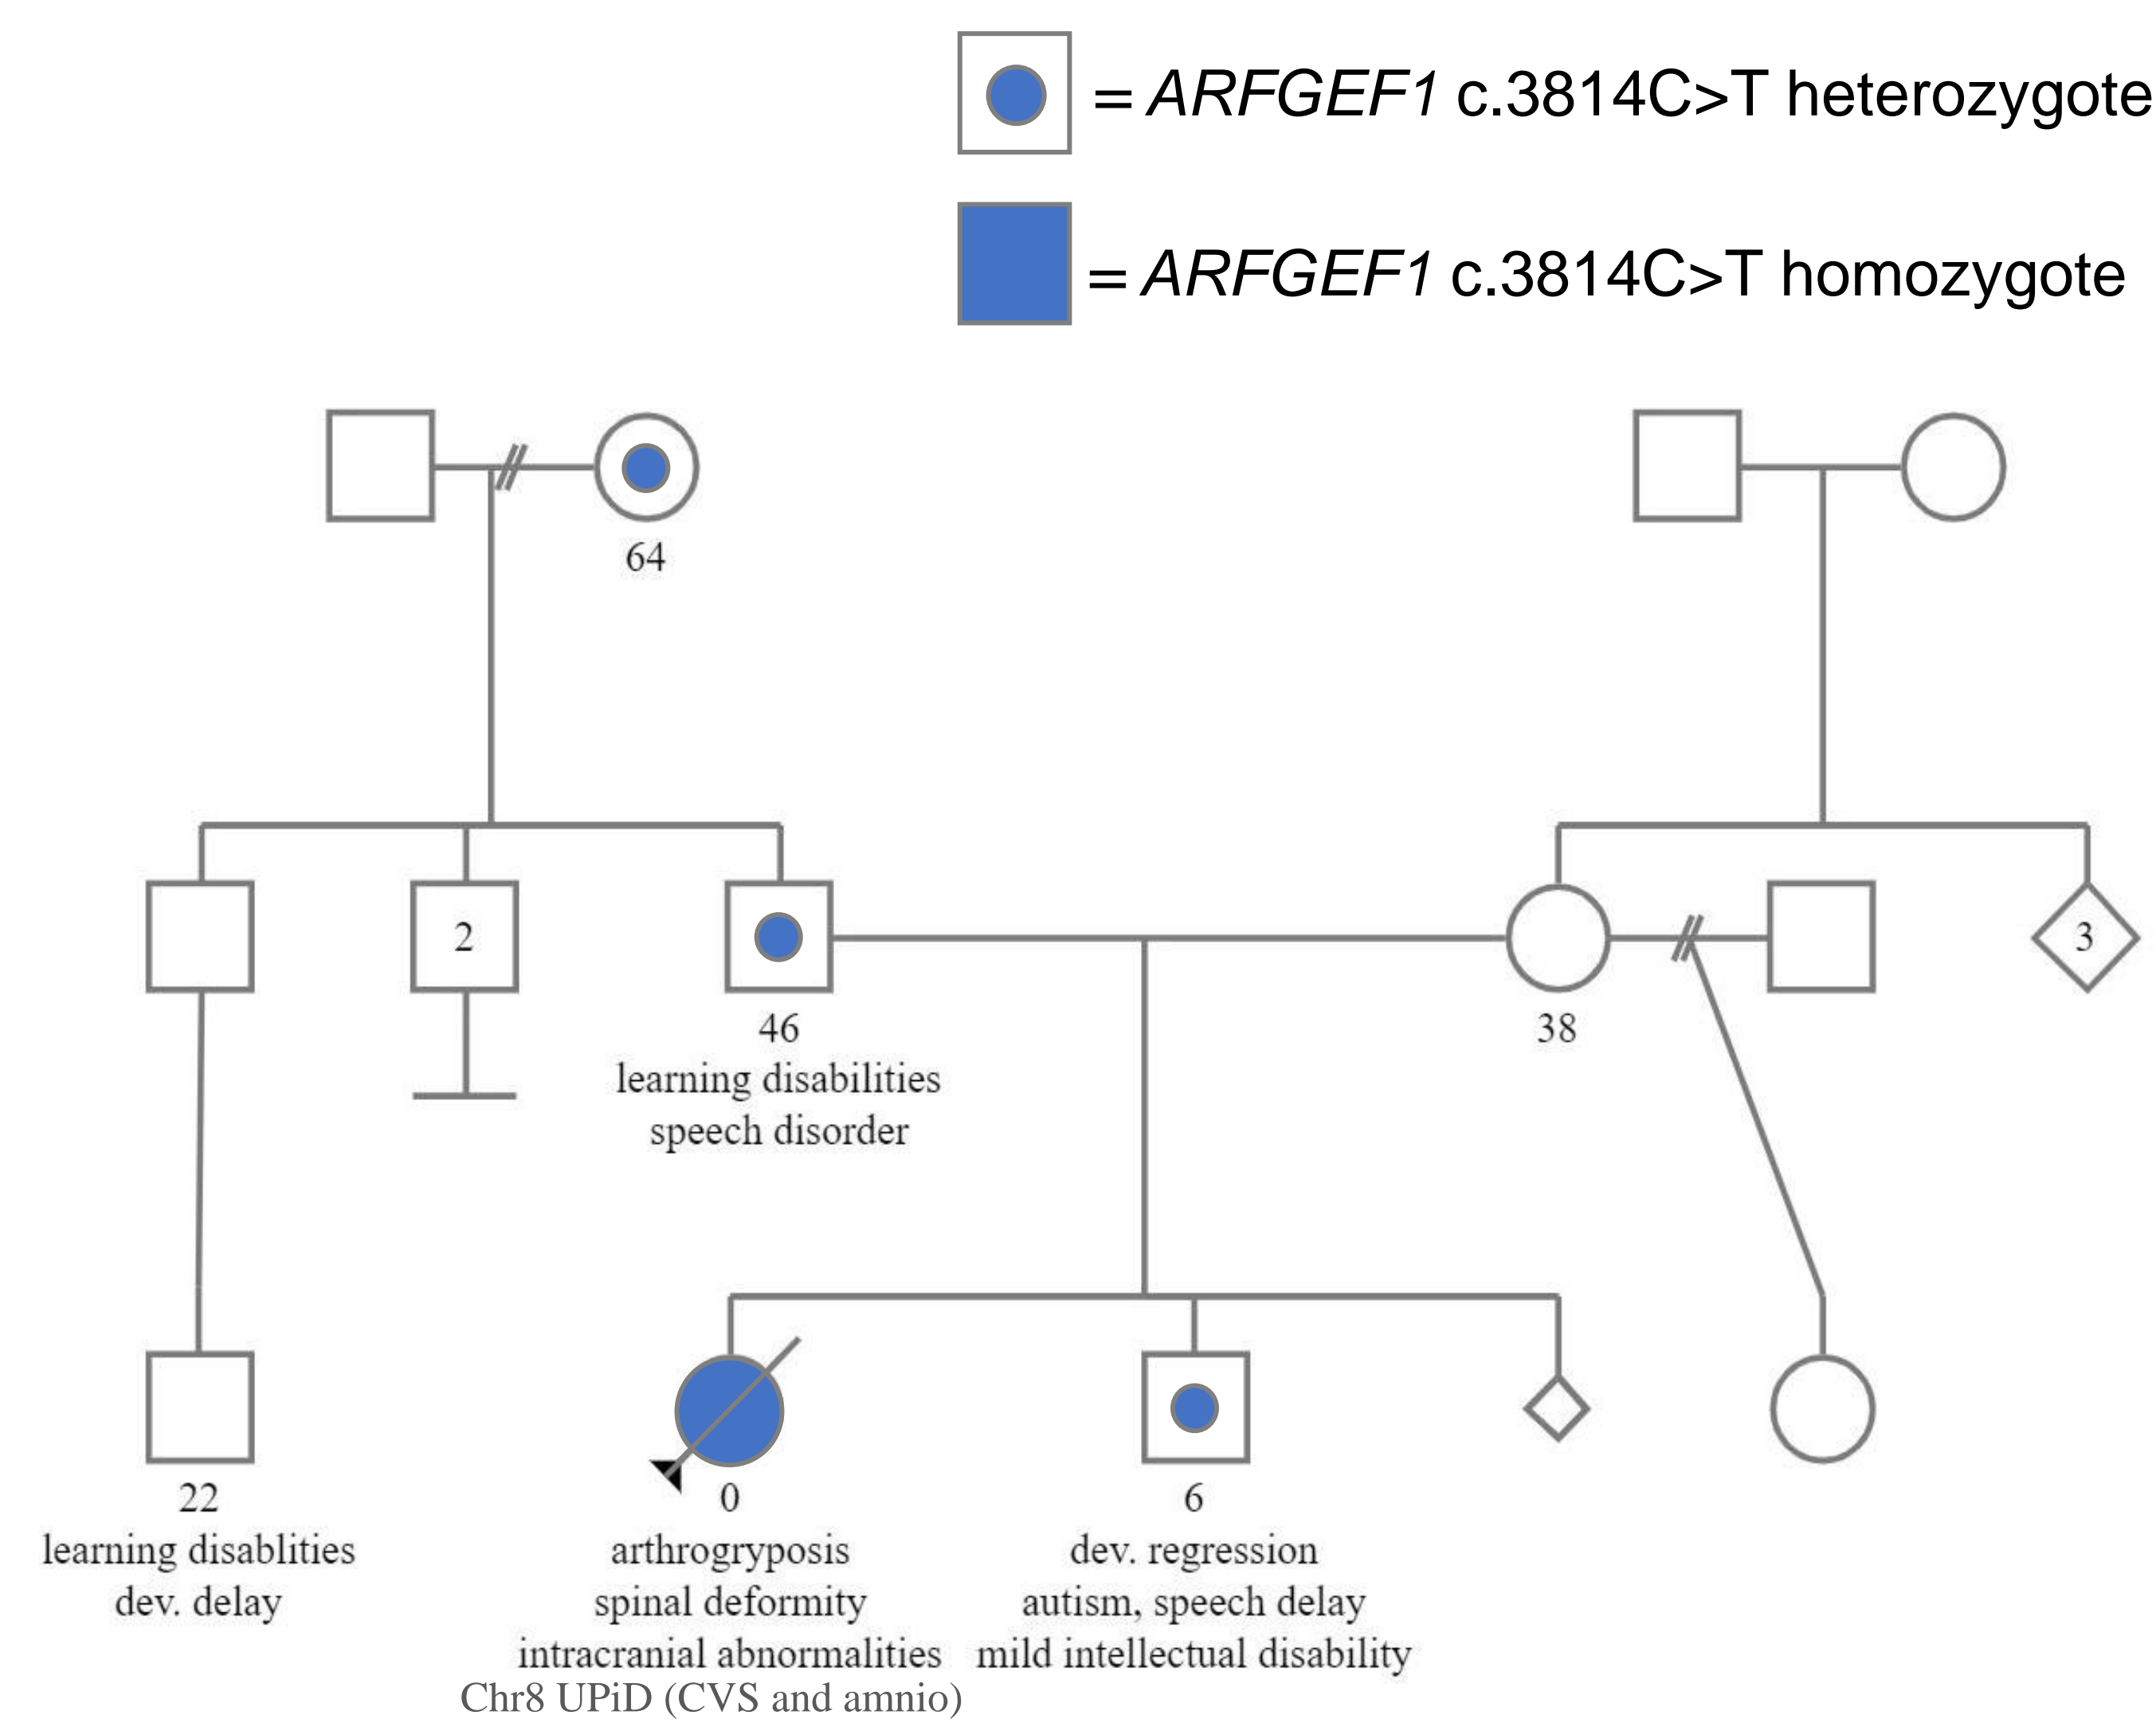 = ARFGEF1 c.3814C>T heterozygote
= ARFGEF1 c.3814C>T homozygote
64
2
3
46
learning disabilities
speech disorder
38
22
learning disablities
dev. delay
0
arthrogryposis
spinal deformity
intracranial abnormalities
Chr8 UPiD (CVS and amnio)
6
dev. regression
autism, speech delay
mild intellectual disability